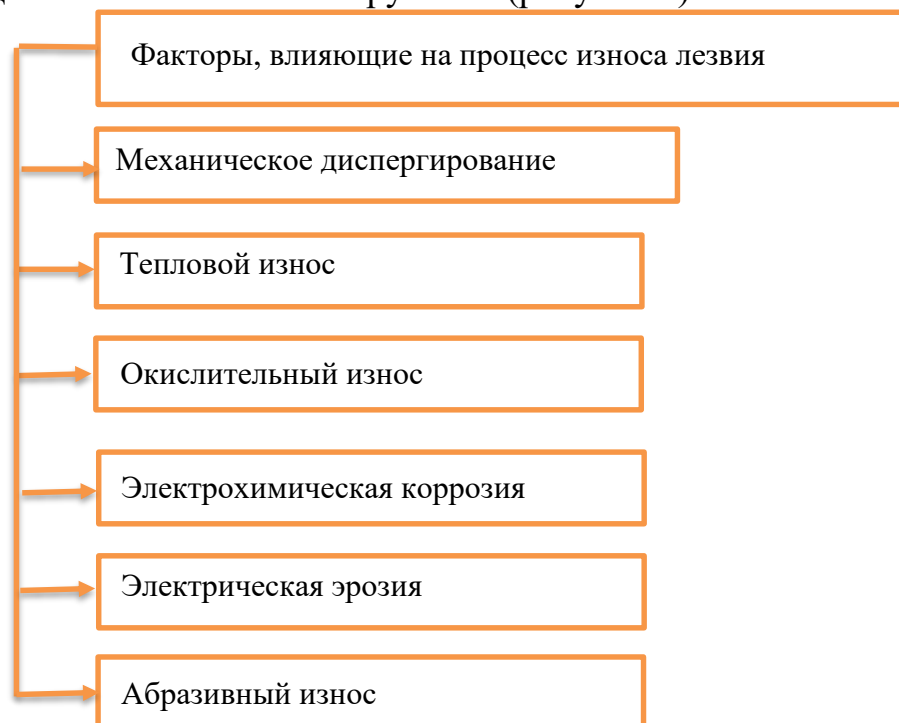 Факторы, влияющие на процесс износа лезвия
Механическое диспергирование
Тепловой износ
Окислительный износ
Электрохимическая коррозия
Электрическая эрозия
Абразивный износ